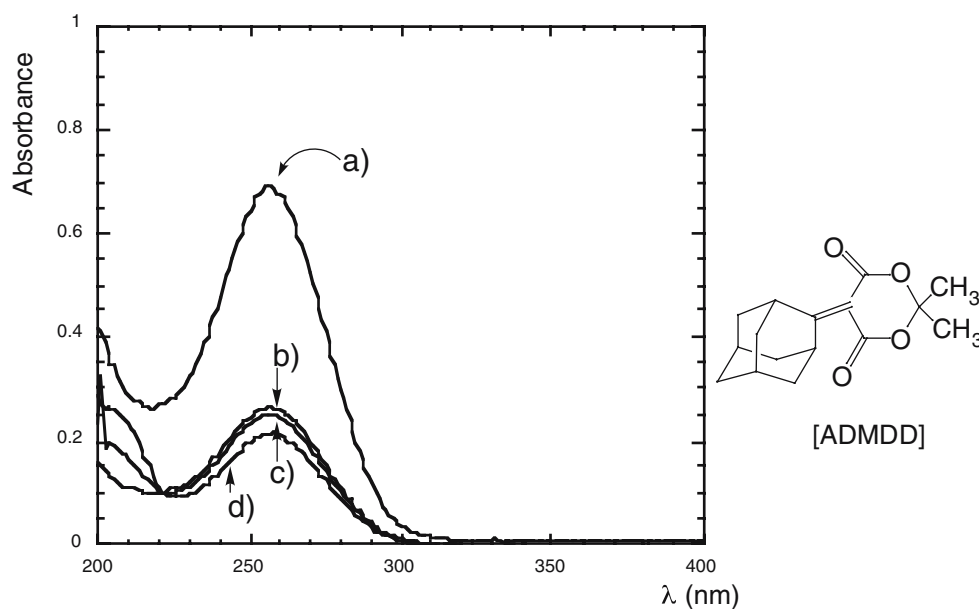 1
0.8
0.6
0.4
0.2
0
Absorbance
a)
b)
c)
d)
200
250
300
350
400
λ (nm)
O
O
CH3
CH3
O
O
[ADMDD]